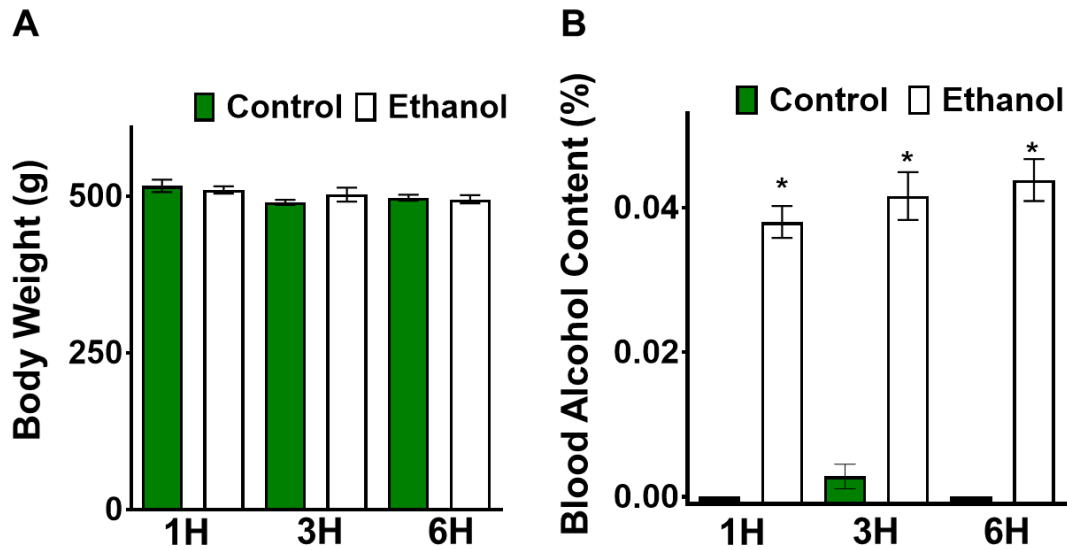 A
Control Ethanol
Body Weight (g)
500
250
0
1H 3H 6H
B
Control Ethanol
Blood Alcohol Content (%)
* * *
0.04
0.02
0.00
1H 3H 6H